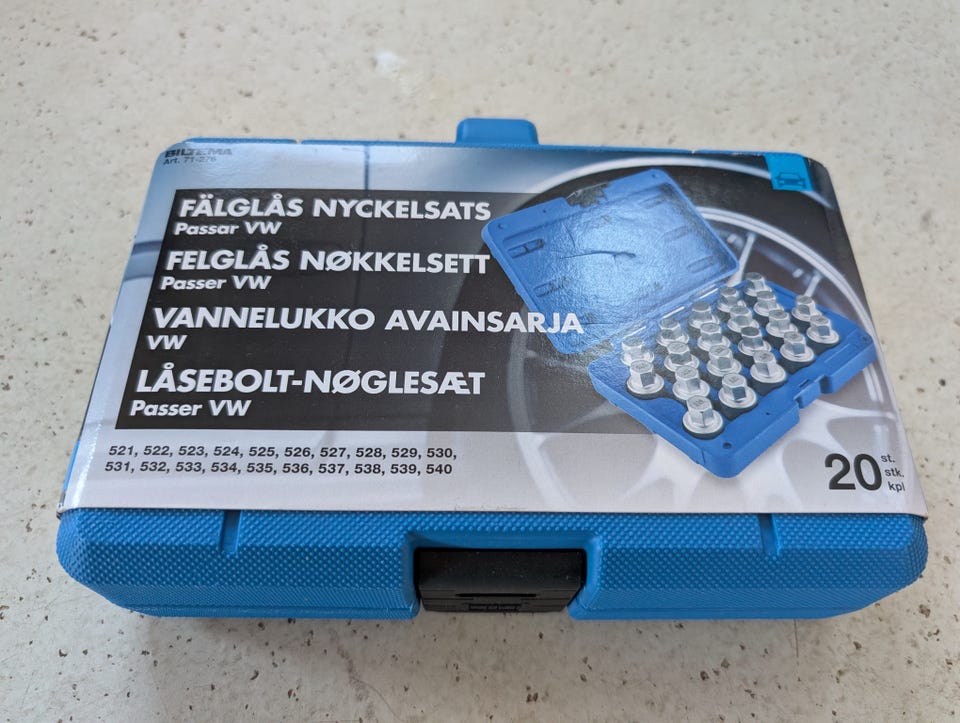 BILTEMA
Art. 71-276
FÄLGLÅS NYCKELSATS
Passar VW
FELGLÅS NØKKELSETT
Passer VW
VANNELUKKO AVAINSARJA
VW
LÅSEBOLT-NØGLESÆT
Passer VW
521, 522, 523, 524, 525, 526, 527, 528, 529, 530,
531, 532, 533, 534, 535, 536, 537, 538, 539, 540
20 st.
stk.
kpl